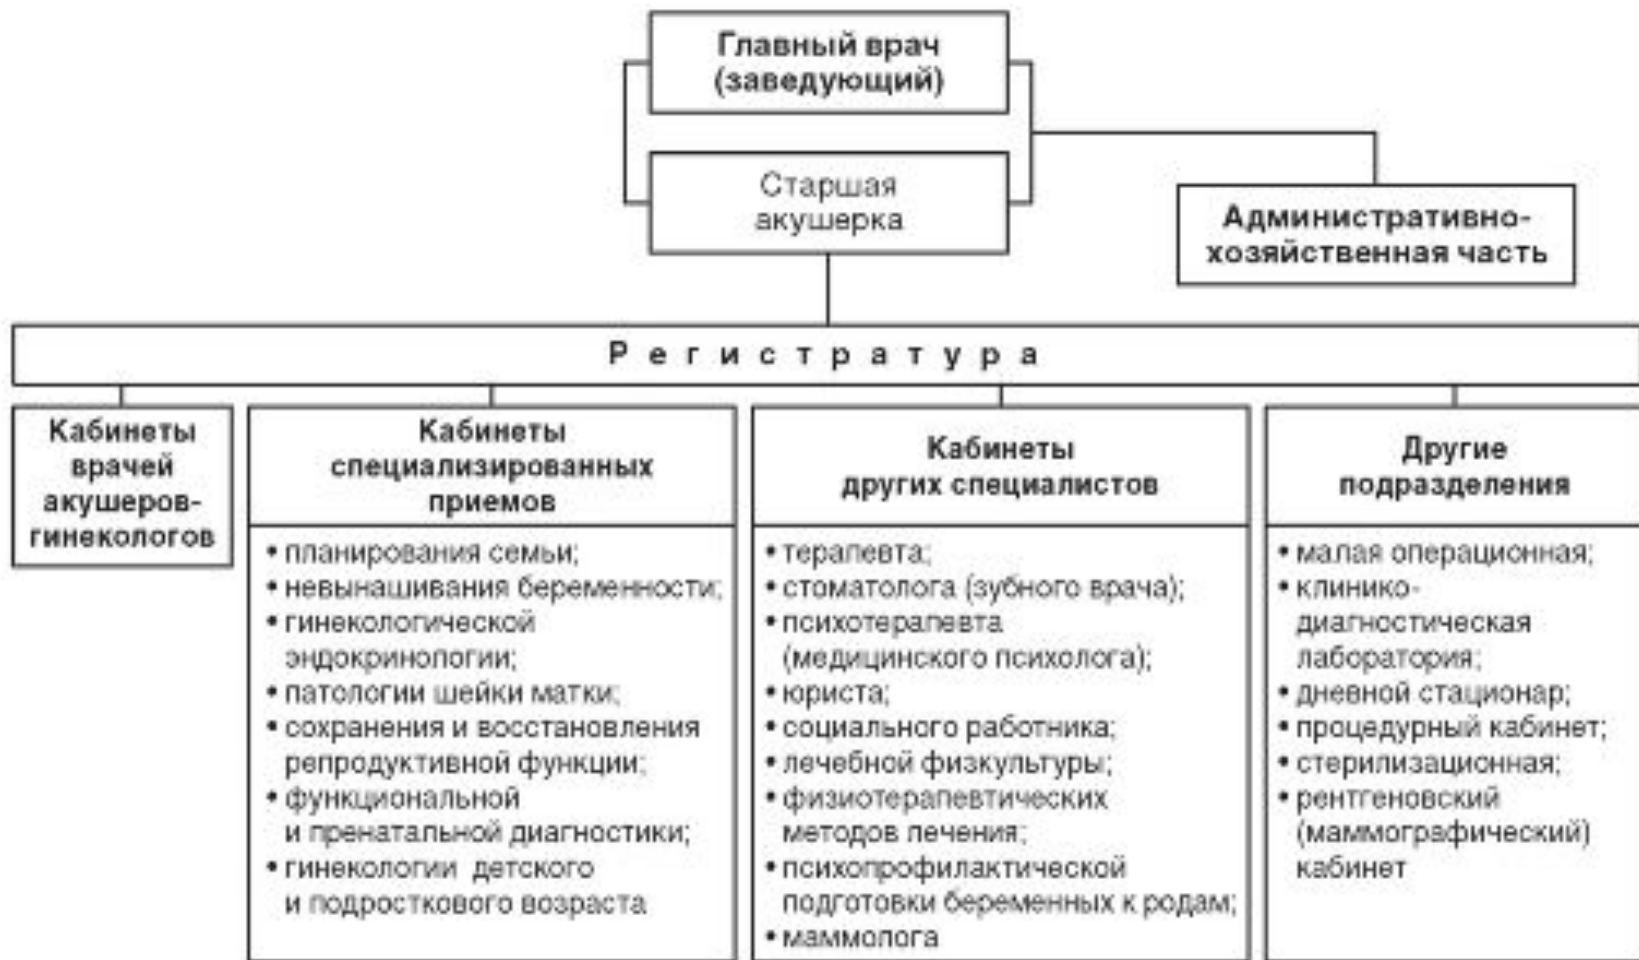 Главный врач
(заведующий)
Старшая
акушерка
Административно-
хозяйственная часть
Регистратура
Кабинеты
врачей
акушеров-
гинекологов
Кабинеты
специализированных
приемов
• планирования семьи;
• невынашивания беременности;
• гинекологической
эндокринологии;
• патологии шейки матки;
• сохранения и восстановления
репродуктивной функции;
• функциональной
и пренатальной диагностики;
• гинекологии детского
и подросткового возраста
Кабинеты
других специалистов
• терапевта;
• стоматолога (зубного врача);
• психотерапевта
(медицинского психолога);
• юриста;
• социального работника;
• лечебной физкультуры;
• физиотерапевтических
методов лечения;
• психопрофилактической
подготовки беременных к родам;
• маммолога
Другие
подразделения
• малая операционная;
• клинико-
диагностическая
лаборатория;
• дневной стационар;
• процедурный кабинет;
• стерилизационная;
• рентгеновский
(маммографический)
кабинет